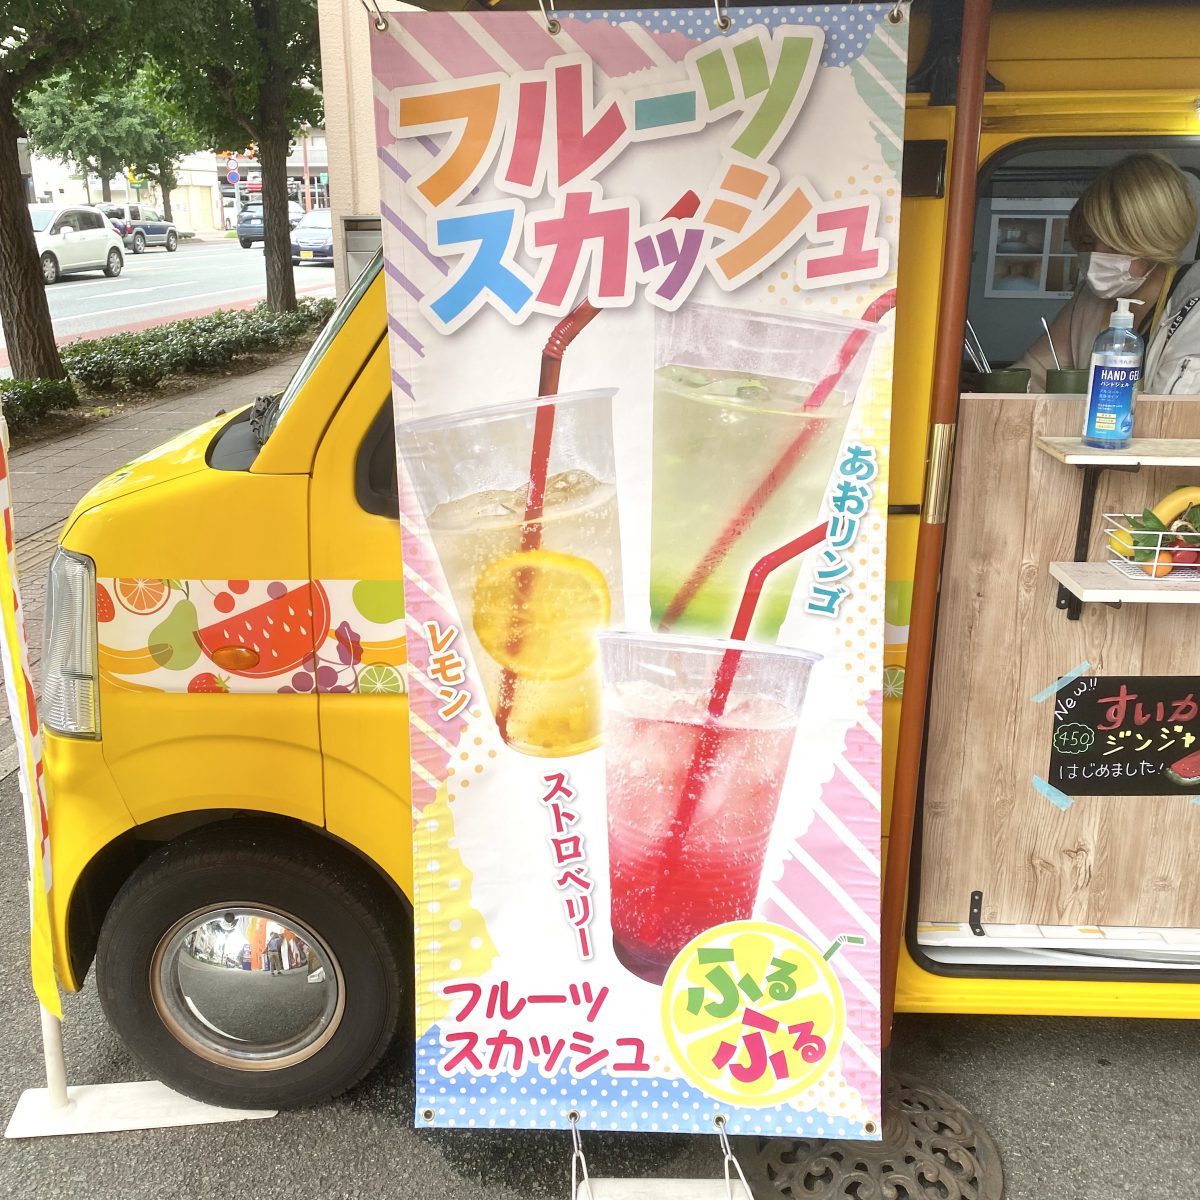 フルーツ
スカッシュ
あおリンゴ
レモン
ストロベリー
フルーツ
スカッシュ
ふる
ふる
HAND GE
ハンドジェル
New!!
450
すいか
ジンジャ
はじめました!